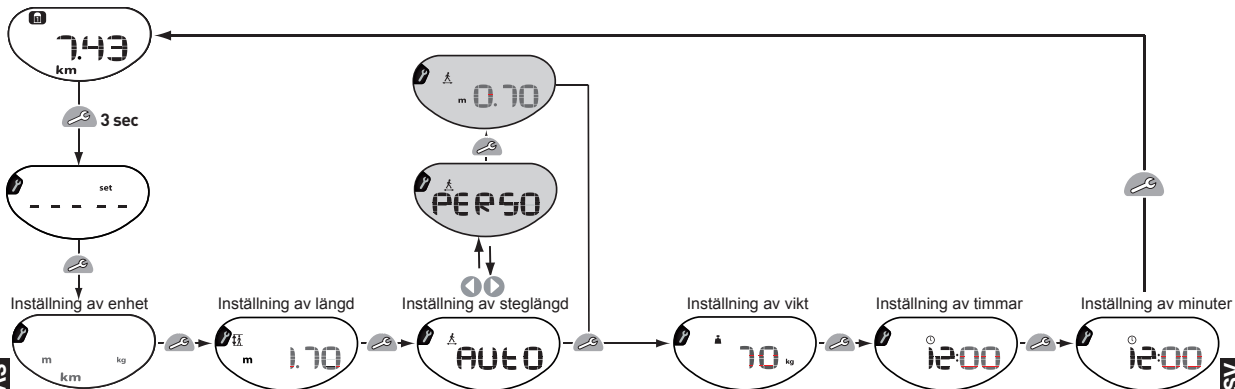 7.43
km
3 sec
set
- - - - -
m 0.70
PERSO
Inställning av enhet
Inställning av längd
Inställning av steglängd
Inställning av vikt
Inställning av timmar
Inställning av minuter
m kg
km
m 1.70
AUTO
70 kg
12:00
12:00
SV